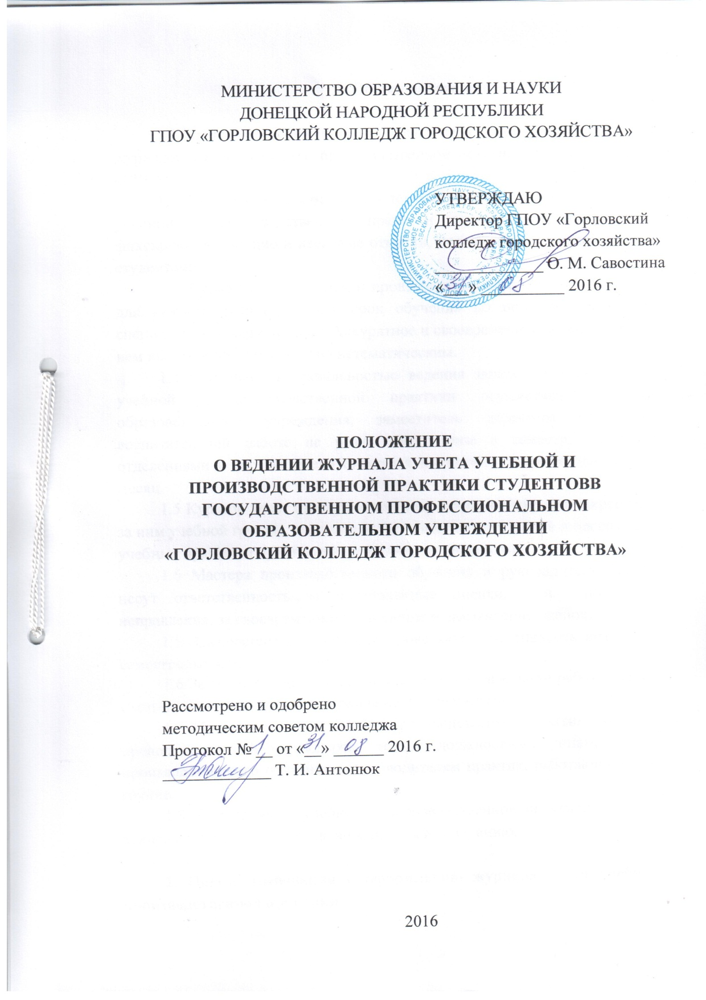 МИНИСТЕРСТВО ОБРАЗОВАНИЯ И НАУКИ
ДОНЕЦКОЙ НАРОДНОЙ РЕСПУБЛИКИ
ГПОУ «ГОРЛОВСКИЙ КОЛЛЕДЖ ГОРОДСКОГО ХОЗЯЙСТВА»
УТВЕРЖДАЮ
Директор ГПОУ «Горловский
колледж городского хозяйства»
О. М. Савостина
«31» 08 2016 г.
ПОЛОЖЕНИЕ
О ВЕДЕНИИ ЖУРНАЛА УЧЕТА УЧЕБНОЙ И
ПРОИЗВОДСТВЕННОЙ ПРАКТИКИ СТУДЕНТОВВ
ГОСУДАРСТВЕННОМ ПРОФЕССИОНАЛЬНОМ
ОБРАЗОВАТЕЛЬНОМ УЧРЕЖДЕНИИ
«ГОРЛОВСКИЙ КОЛЛЕДЖ ГОРОДСКОГО ХОЗЯЙСТВА»
Рассмотрено и одобрено
методическим советом колледжа
Протокол № 1 от «31» 08 2016 г.
Т. И. Антонюк
2016